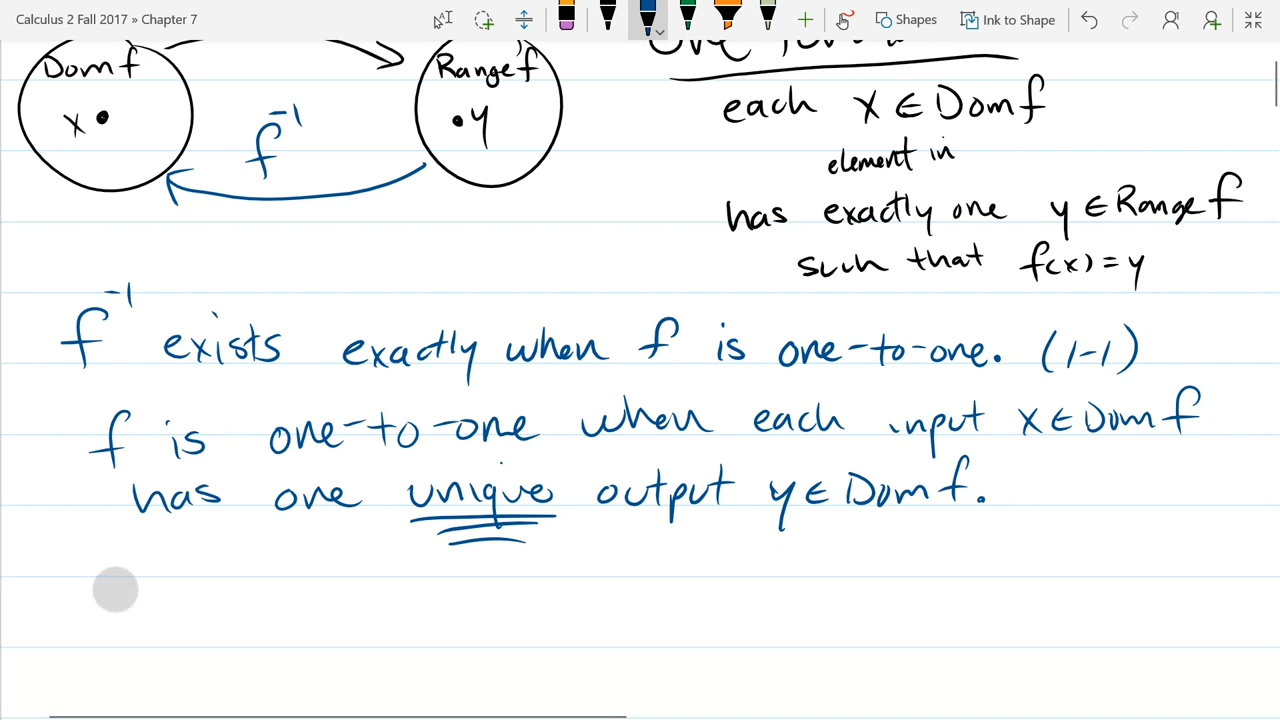 Calculus 2 Fall 2017 » Chapter 7
Shapes
Ink to Shape
Dom f
Range f
x
y
f⁻¹
each x ∈ Dom f
element in
has exactly one y ∈ Range f
such that f(x) = y
f⁻¹ exists exactly when f is one-to-one. (1-1)
f is one-to-one when each input x ∈ Dom f
has one unique output y ∈ Dom f.